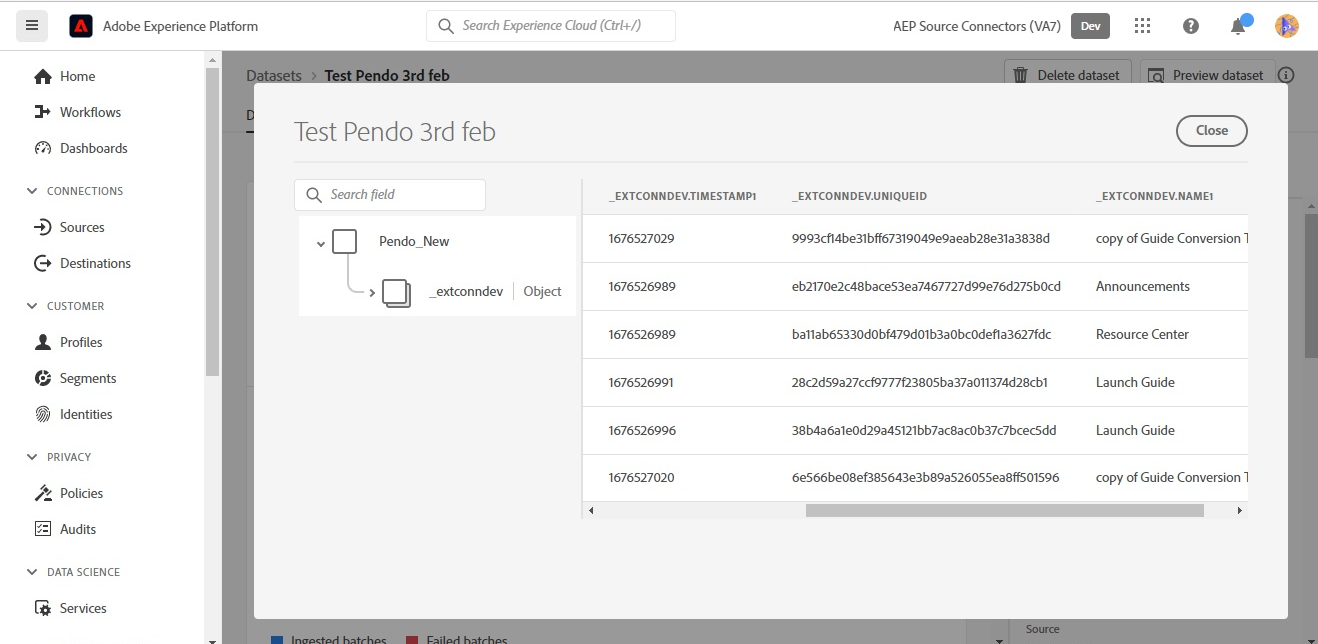 Adobe Experience Platform
Search Experience Cloud (Ctrl+/)
AEP Source Connectors (VA7)
Dev
Home
Workflows
Dashboards
CONNECTIONS
Sources
Destinations
CUSTOMER
Profiles
Segments
Identities
PRIVACY
Policies
Audits
DATA SCIENCE
Services
Datasets > Test Pendo 3rd feb
Delete dataset
Preview dataset
Test Pendo 3rd feb
Close
Search field
Pendo_New
_extconndev | Object
_EXTCONNDEV.TIMESTAMP1 _EXTCONNDEV.UNIQUEID _EXTCONNDEV.NAME1
1676527029 9993cf14be31bff67319049e9aeab28e31a3838d copy of Guide Conversion T
1676526989 eb2170e2c48bace53ea7467727d99e76d275b0cd Announcements
1676526989 ba11ab65330d0bf479d01b3a0bc0def1a3627fdc Resource Center
1676526991 28c2d59a27ccf9777f23805ba37a011374d28cb1 Launch Guide
1676526996 38b4a6a1e0d29a45121bb7ac8ac0b37c7bcec5dd Launch Guide
1676527020 6e566be08ef385643e3b89a526055ea8ff501596 copy of Guide Conversion T
Ingested batches Failed batches
Source